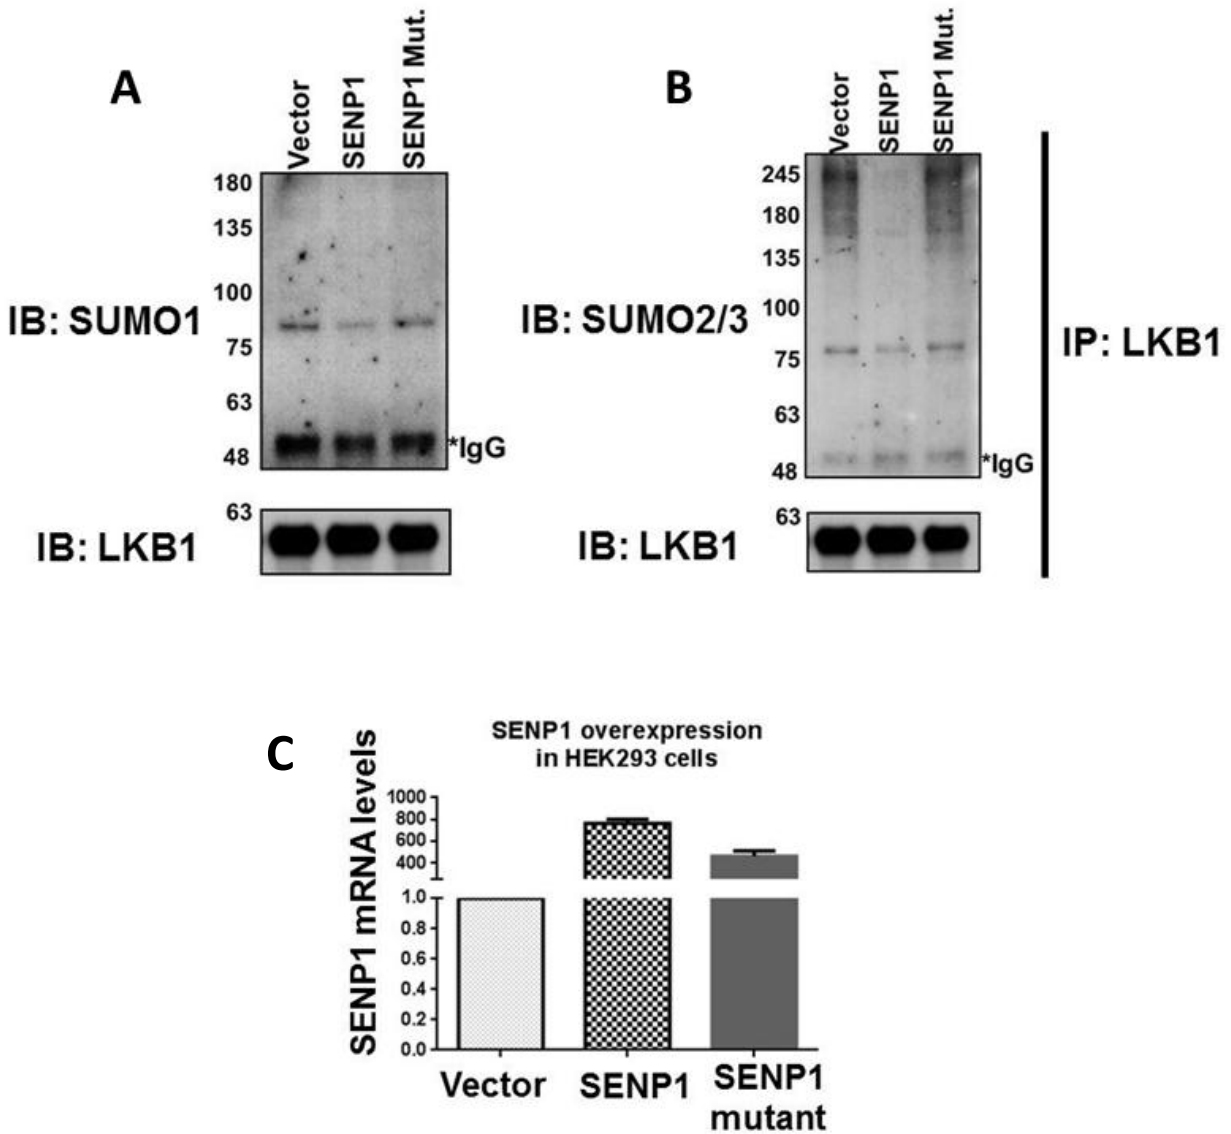 A
Vector
SENP1
SENP1 Mut.
180
135
100
75
63
48
IB: SUMO1
*IgG
63
IB: LKB1
B
Vector
SENP1
SENP1 Mut.
245
180
135
100
75
63
48
IB: SUMO2/3
*IgG
63
IB: LKB1
IP: LKB1
C
SENP1 overexpression
in HEK293 cells
SENP1 mRNA levels
1000
800
600
400
1.0
0.8
0.6
0.4
0.2
0.0
Vector
SENP1
SENP1
mutant